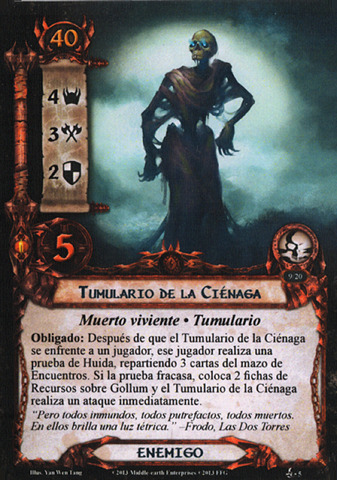 40
4
3
2
5
9/20
Tumulario de la Ciénaga
Muerto viviente • Tumulario
Obligado: Después de que el Tumulario de la Ciénaga
se enfrente a un jugador, ese jugador realiza una
prueba de Huida, repartiendo 3 cartas del mazo de
Encuentros. Si la prueba fracasa, coloca 2 fichas de
Recursos sobre Gollum y el Tumulario de la Ciénaga
realiza un ataque inmediatamente.
“Pero todos inmundos, todos putrefactos, todos muertos.
En ellos brilla una luz tétrica.” –Frodo, Las Dos Torres
ENEMIGO
Illus. Yan Wen Tang ©2013 Middle-earth Enterprises ©2013 FFG 5